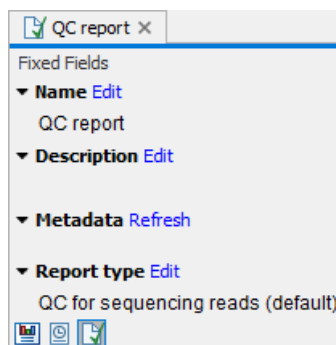 QC report
Fixed Fields
Name Edit
QC report
Description Edit
Metadata Refresh
Report type Edit
QC for sequencing reads (default)